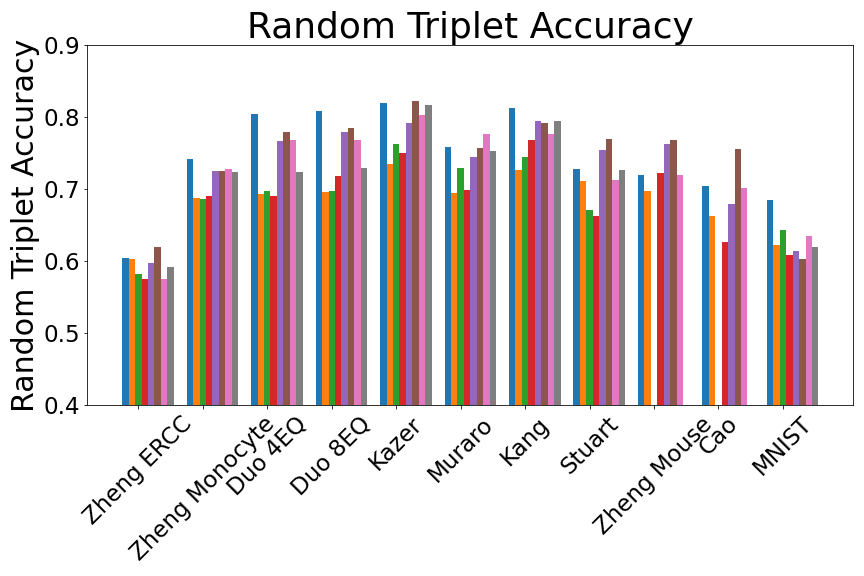 Random Triplet Accuracy
Random Triplet Accuracy
0.9
0.8
0.7
0.6
0.5
0.4
Zheng ERCC
Zheng Monocyte
Duo 4EQ
Duo 8EQ
Kazer
Muraro
Kang
Stuart
Zheng Mouse
Cao
MNIST